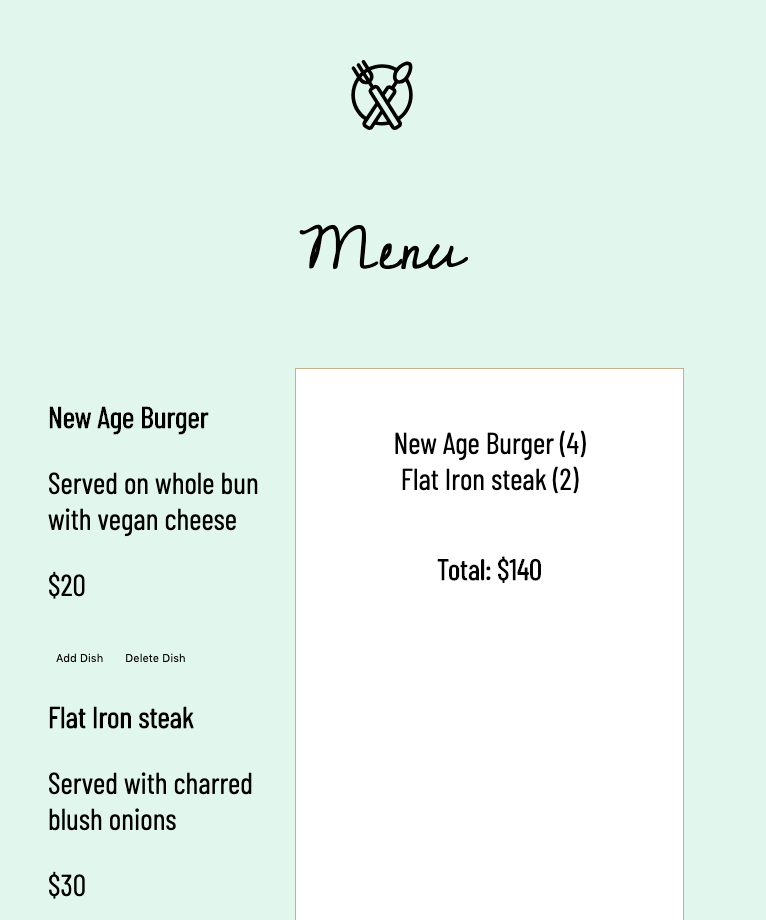 Menu
New Age Burger
Served on whole bun
with vegan cheese
$20
Add Dish Delete Dish
Flat Iron steak
Served with charred
blush onions
$30
New Age Burger (4)
Flat Iron steak (2)
Total: $140